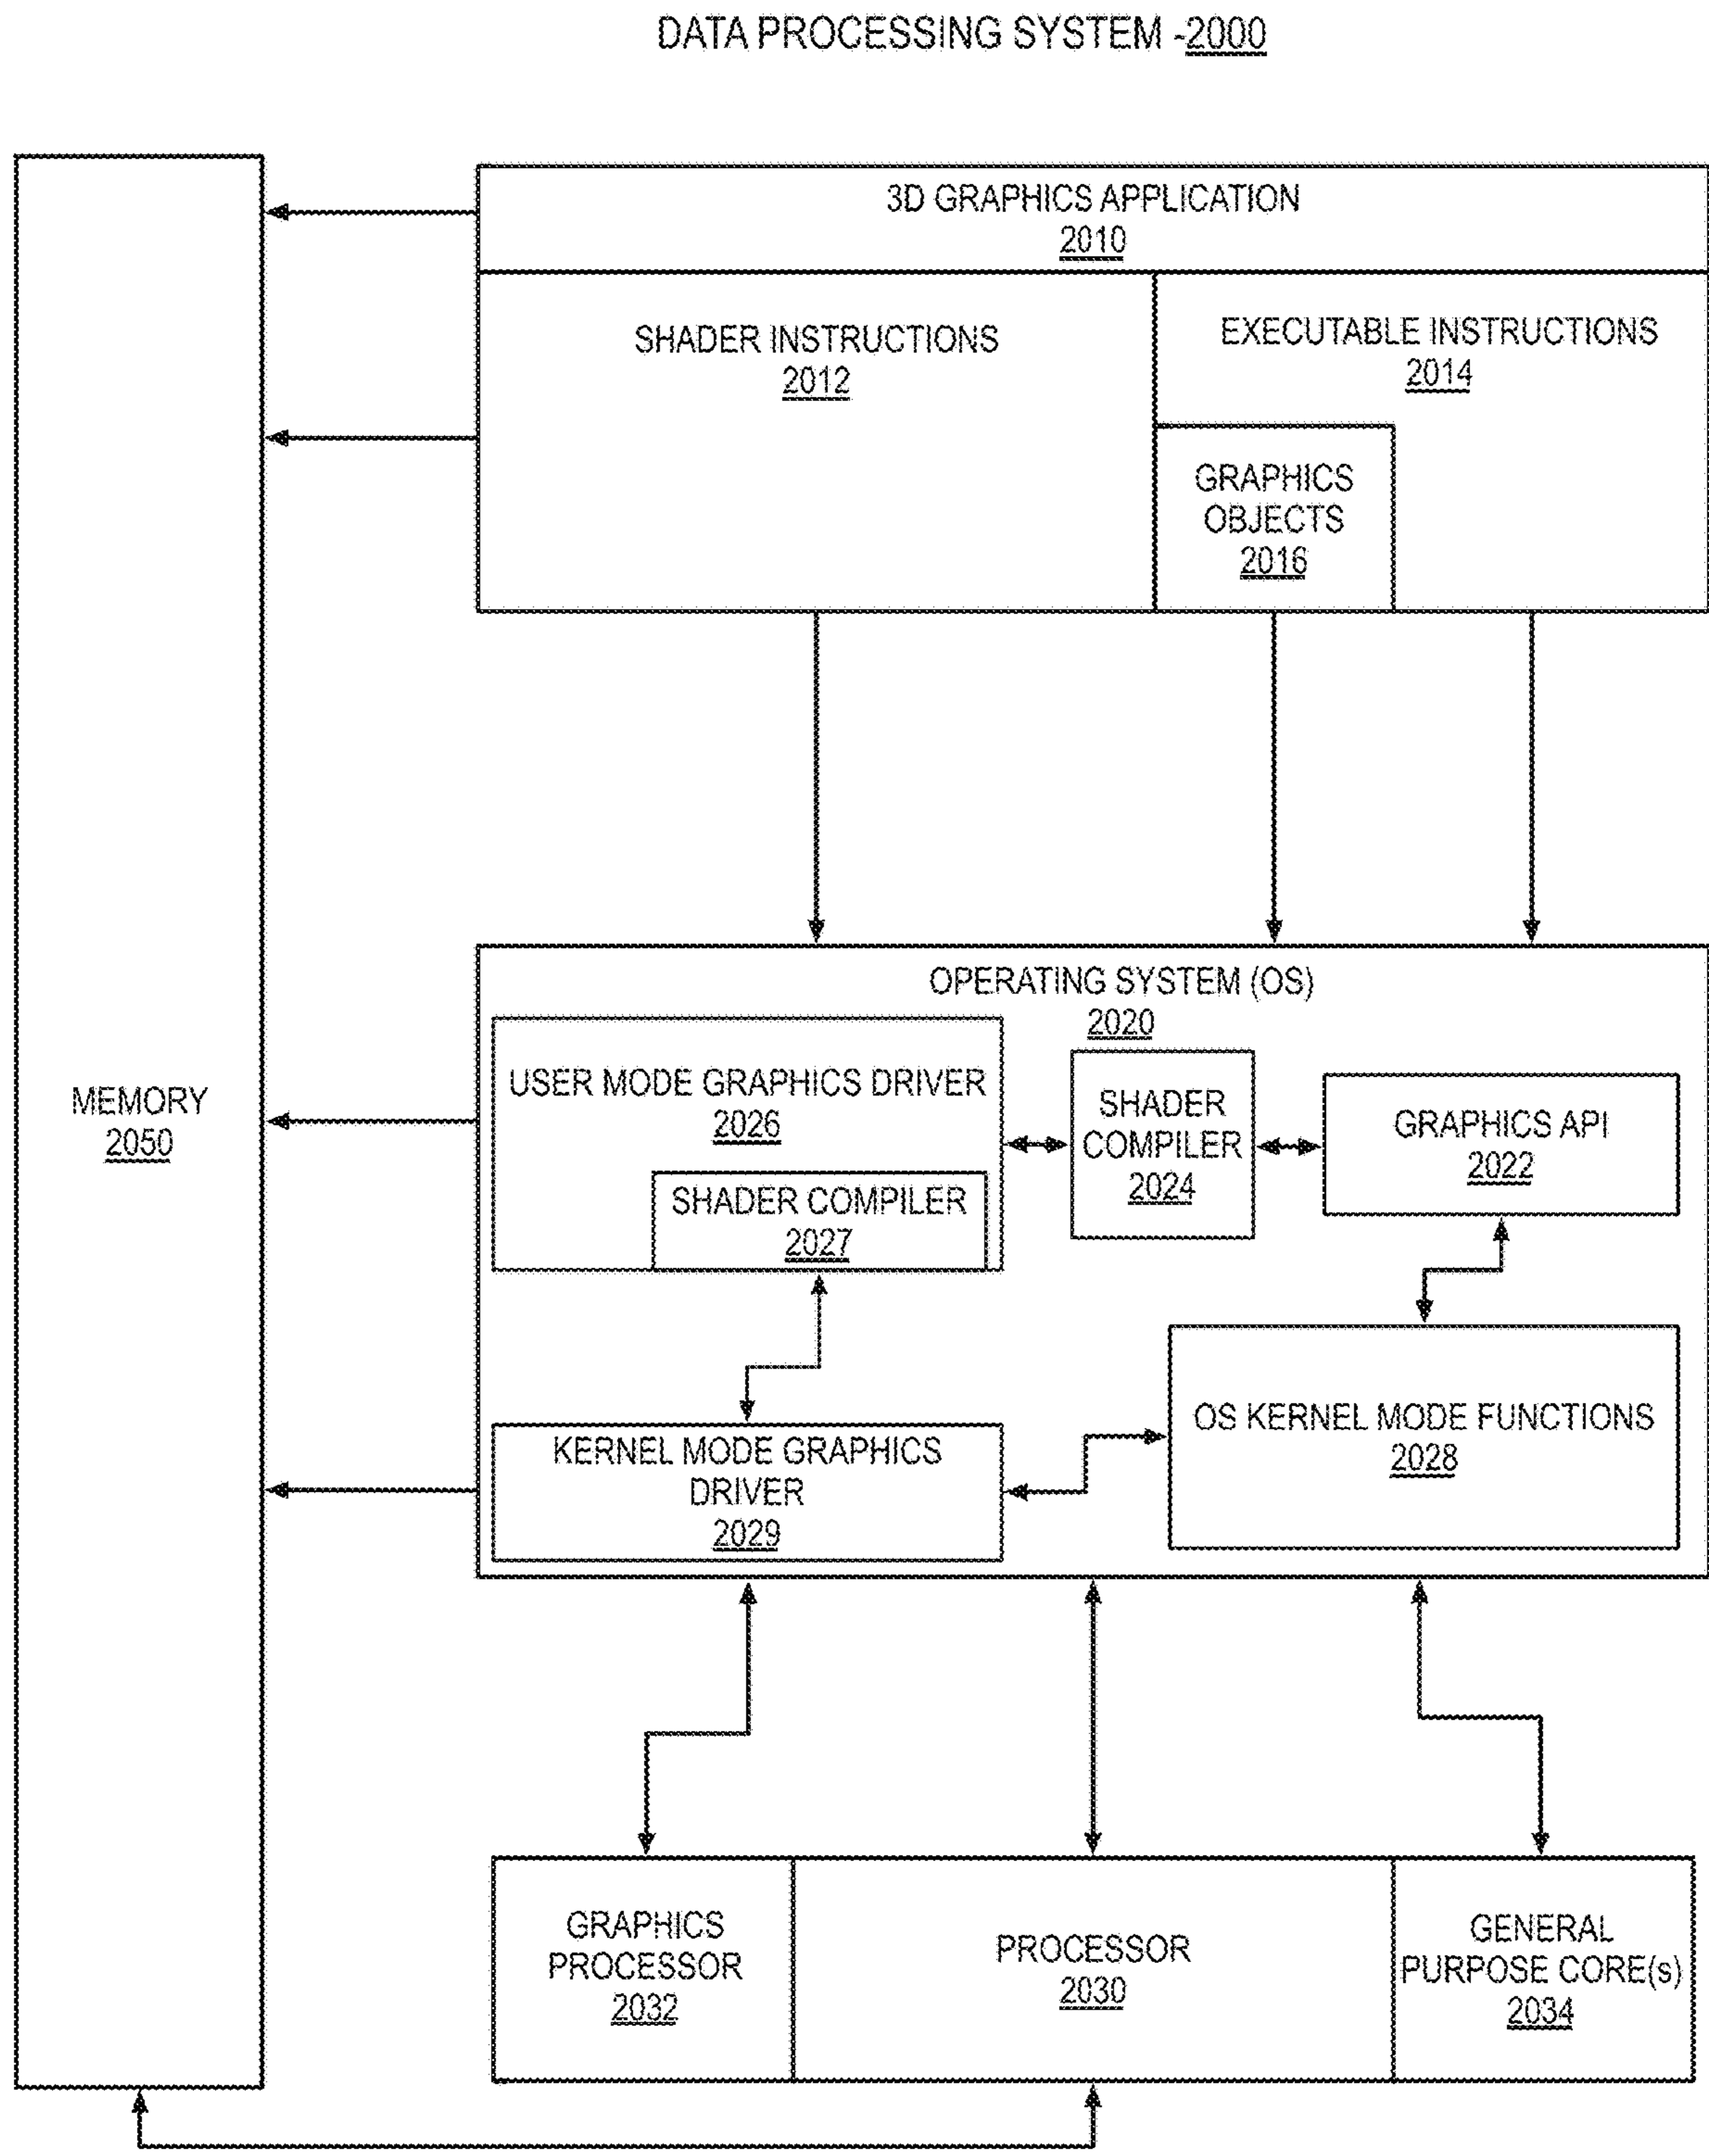 DATA PROCESSING SYSTEM -2000
3D GRAPHICS APPLICATION
2010
SHADER INSTRUCTIONS
2012
EXECUTABLE INSTRUCTIONS
2014
GRAPHICS
OBJECTS
2016
MEMORY
2050
OPERATING SYSTEM (OS)
2020
USER MODE GRAPHICS DRIVER
2026
SHADER COMPILER
2027
SHADER
COMPILER
2024
GRAPHICS API
2022
KERNEL MODE GRAPHICS
DRIVER
2029
OS KERNEL MODE FUNCTIONS
2028
GRAPHICS
PROCESSOR
2032
PROCESSOR
2030
GENERAL
PURPOSE CORE(s)
2034